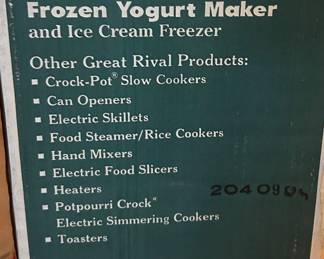 Frozen Yogurt Maker
and Ice Cream Freezer
Other Great Rival Products:
▪ Crock-Pot® Slow Cookers
▪ Can Openers
▪ Electric Skillets
▪ Food Steamer/Rice Cookers
▪ Hand Mixers
▪ Electric Food Slicers
▪ Heaters
▪ Potpourri Crock®
Electric Simmering Cookers
▪ Toasters